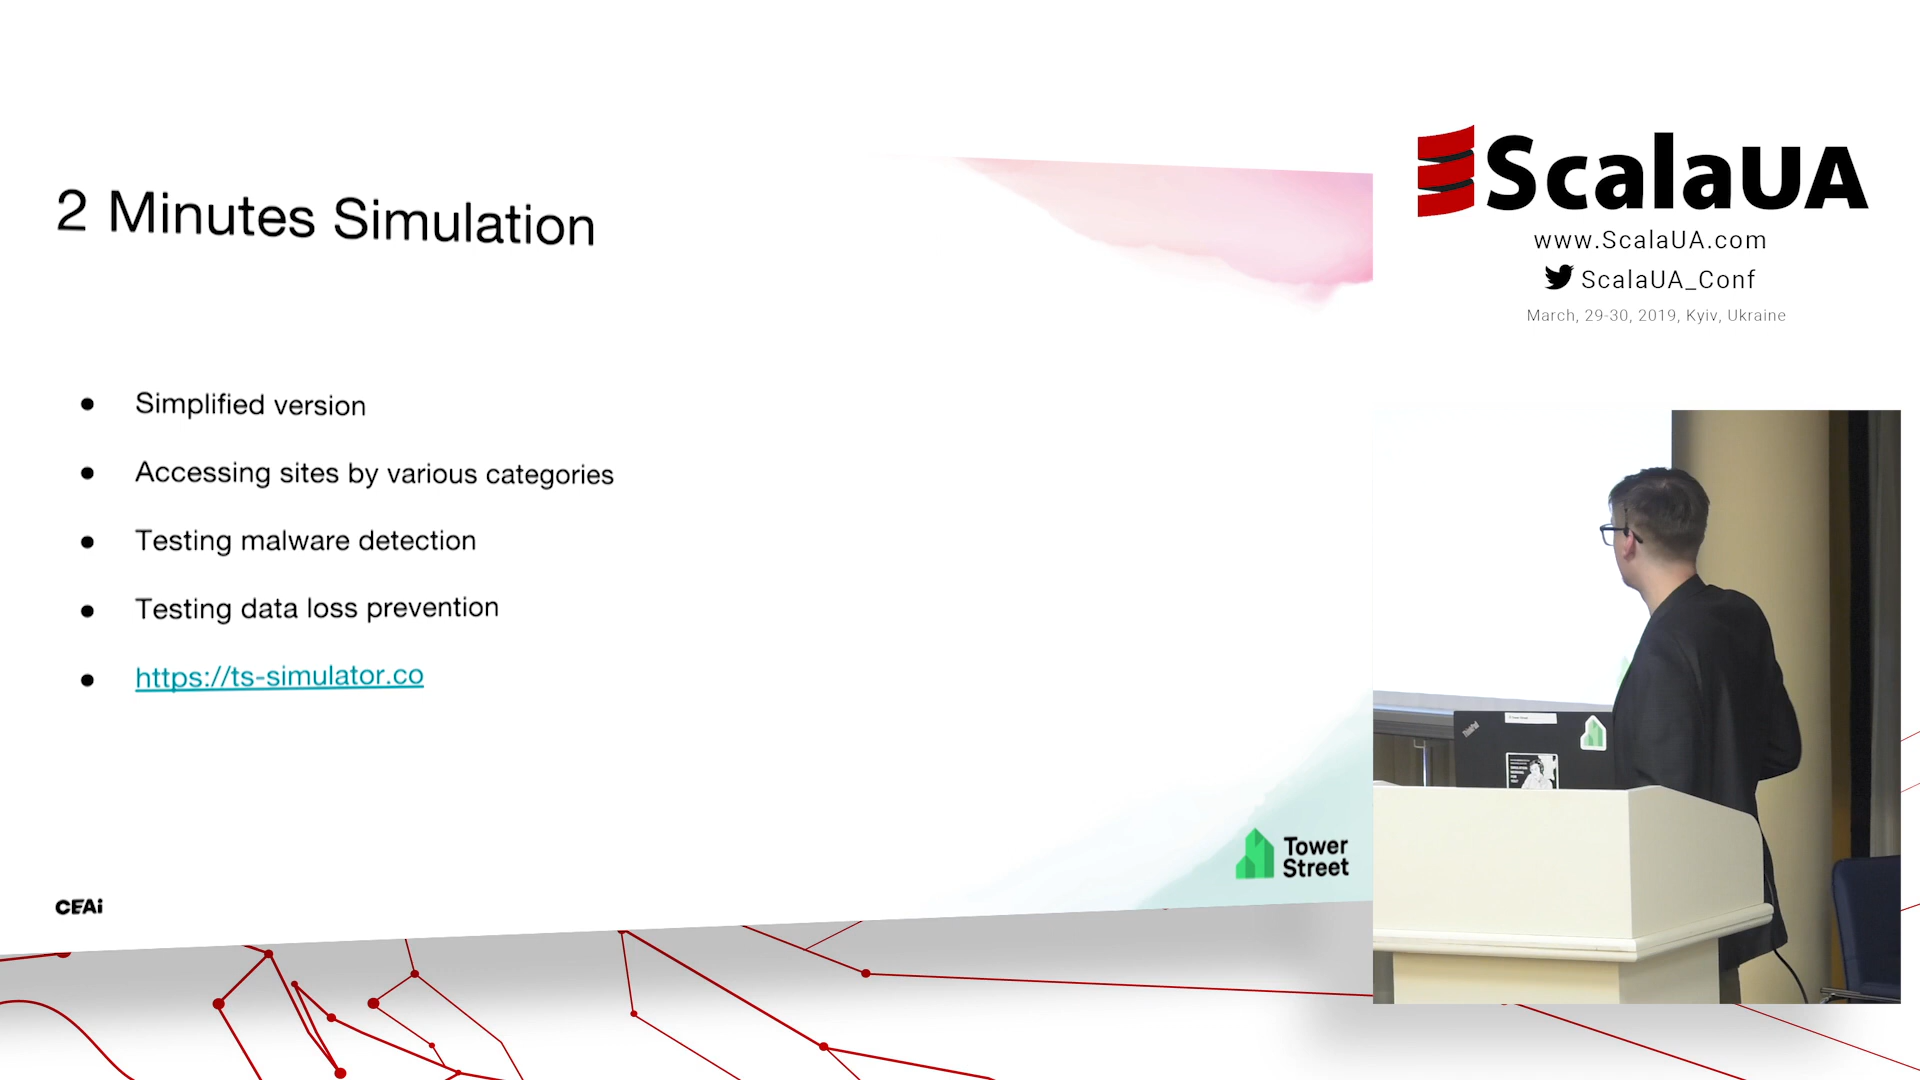 2 Minutes Simulation
● Simplified version
● Accessing sites by various categories
● Testing malware detection
● Testing data loss prevention
● https://ts-simulator.co
Tower
Street
CEAi
ScalaUA
www.ScalaUA.com
ScalaUA_Conf
March, 29-30, 2019, Kyiv, Ukraine
ThinkPad